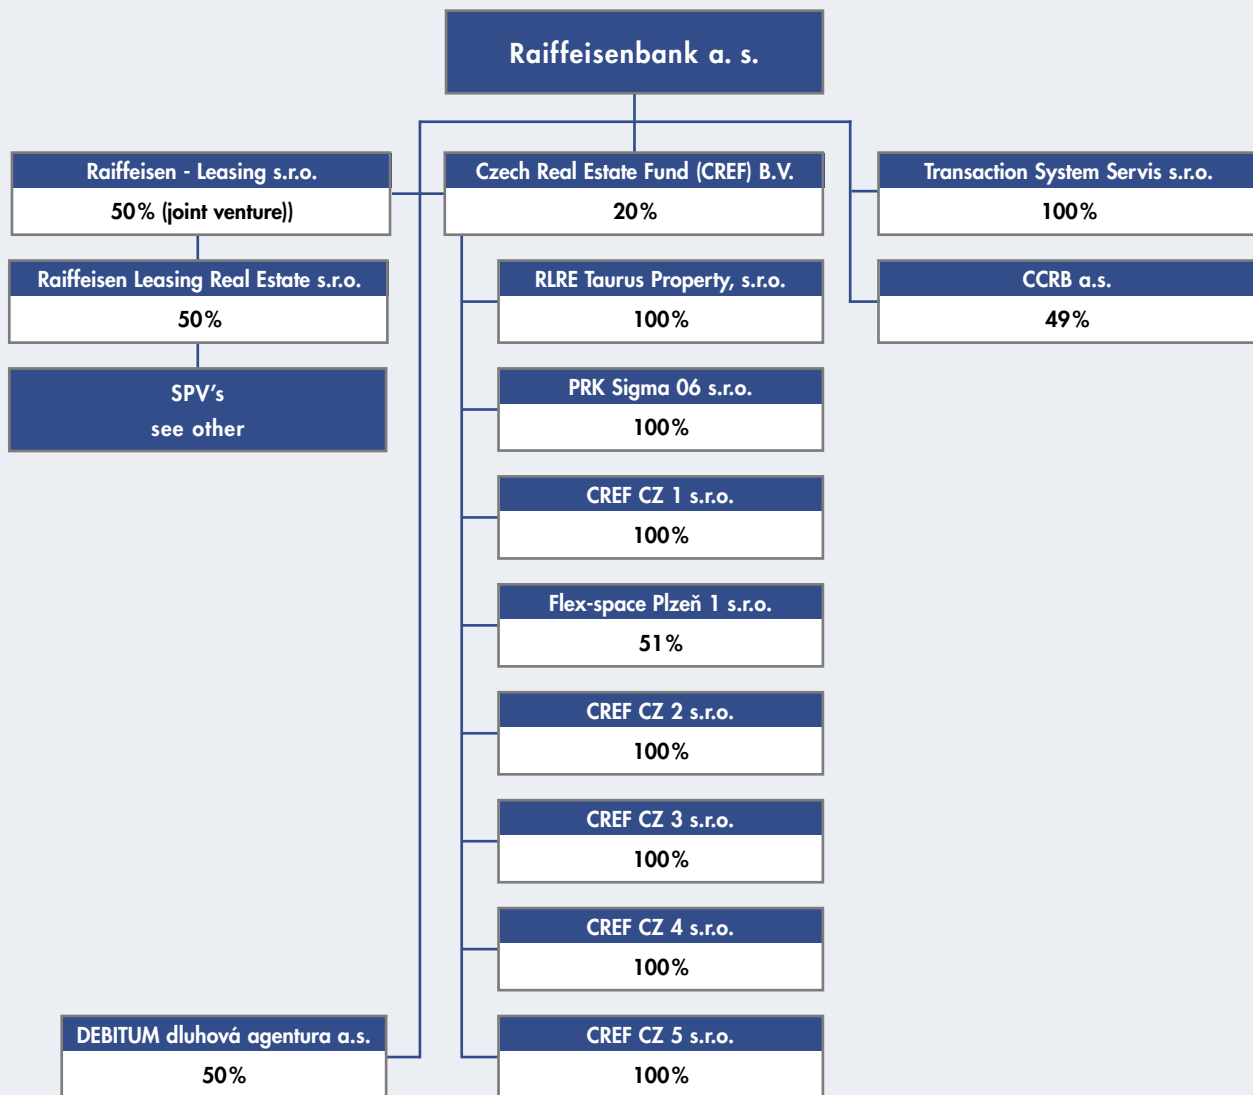 Raiffeisenbank a. s.
Raiffeisen - Leasing s.r.o.
50% (joint venture))
Czech Real Estate Fund (CREF) B.V.
20%
Transaction System Servis s.r.o.
100%
Raiffeisen Leasing Real Estate s.r.o.
50%
RLRE Taurus Property, s.r.o.
100%
CCRB a.s.
49%
SPV's
see other
PRK Sigma 06 s.r.o.
100%
CREF CZ 1 s.r.o.
100%
Flex-space Plzeň 1 s.r.o.
51%
CREF CZ 2 s.r.o.
100%
CREF CZ 3 s.r.o.
100%
CREF CZ 4 s.r.o.
100%
DEBITUM dluhová agentura a.s.
50%
CREF CZ 5 s.r.o.
100%